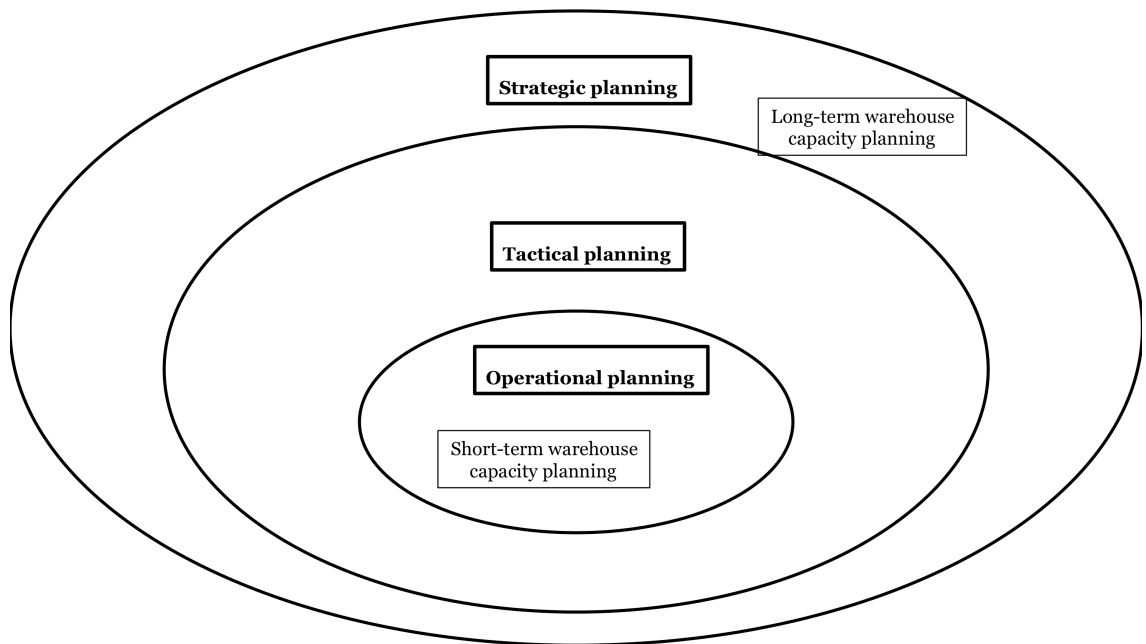 Strategic planning
Long-term warehouse
capacity planning
Tactical planning
Operational planning
Short-term warehouse
capacity planning